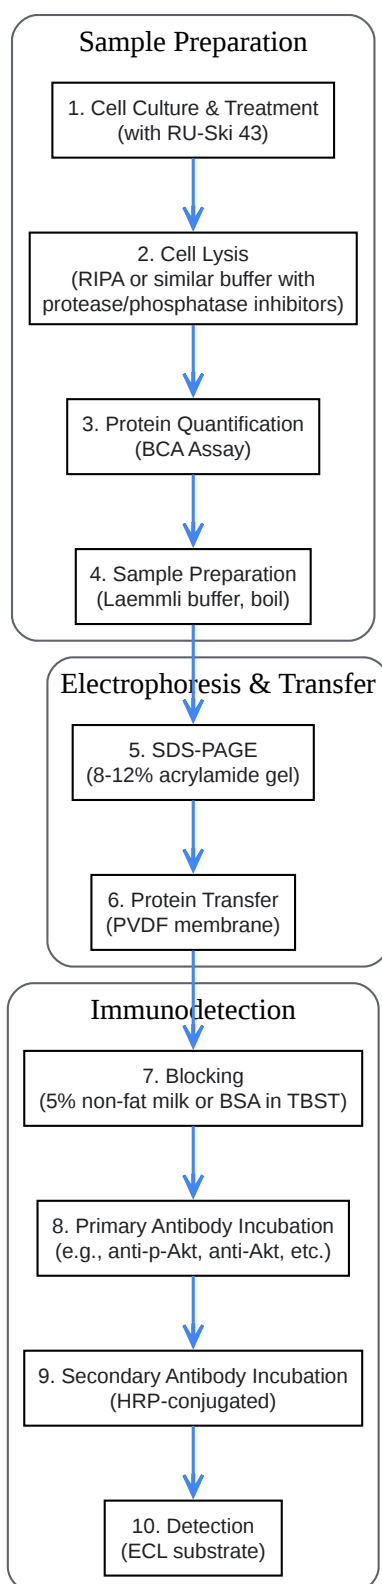 Sample Preparation
1. Cell Culture & Treatment
(with RU-Ski 43)
2. Cell Lysis
(RIPA or similar buffer with
protease/phosphatase inhibitors)
3. Protein Quantification
(BCA Assay)
4. Sample Preparation
(Laemmli buffer, boil)
Electrophoresis & Transfer
5. SDS-PAGE
(8-12% acrylamide gel)
6. Protein Transfer
(PVDF membrane)
Immunodetection
7. Blocking
(5% non-fat milk or BSA in TBST)
8. Primary Antibody Incubation
(e.g., anti-p-Akt, anti-Akt, etc.)
9. Secondary Antibody Incubation
(HRP-conjugated)
10. Detection
(ECL substrate)